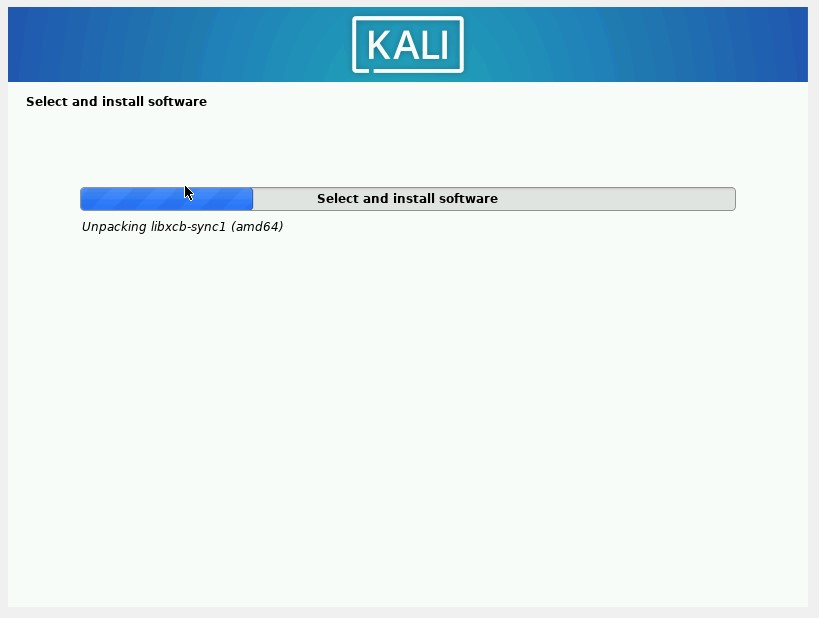 KALI
Select and install software
Select and install software
Unpacking libxcb-sync1 (amd64)